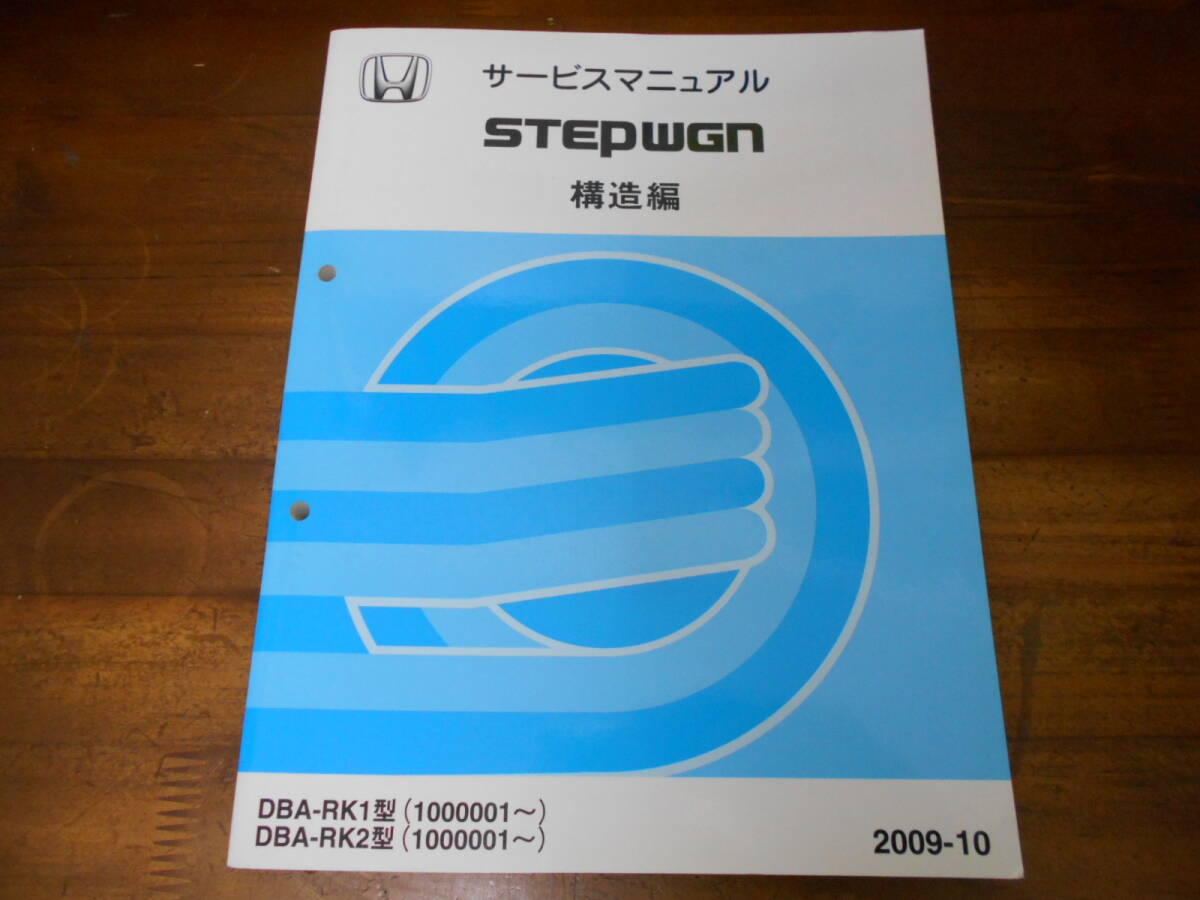 サービスマニュアル
STEPWGN
構造編
DBA-RK1型(1000001～)
DBA-RK2型(1000001～)
2009-10